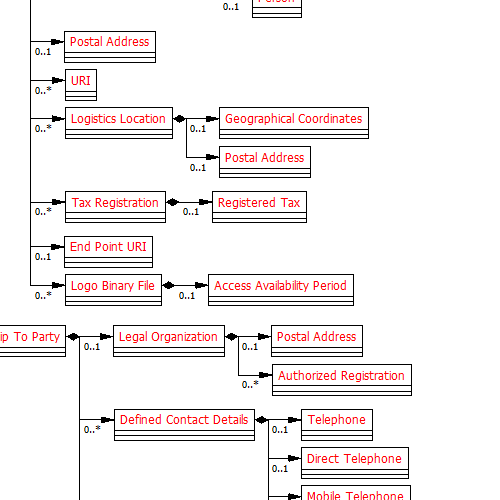 0..1
Postal Address
0..1
URI
0..*
Logistics Location
Geographical Coordinates
0..*
0..1
Postal Address
0..1
Tax Registration
Registered Tax
0..*
0..1
End Point URI
0..1
Logo Binary File
Access Availability Period
0..*
0..1
ip To Party
Legal Organization
Postal Address
0..1
0..1
Authorized Registration
0..*
Defined Contact Details
Telephone
0..*
0..1
Direct Telephone
0..1
Mobile Telephone